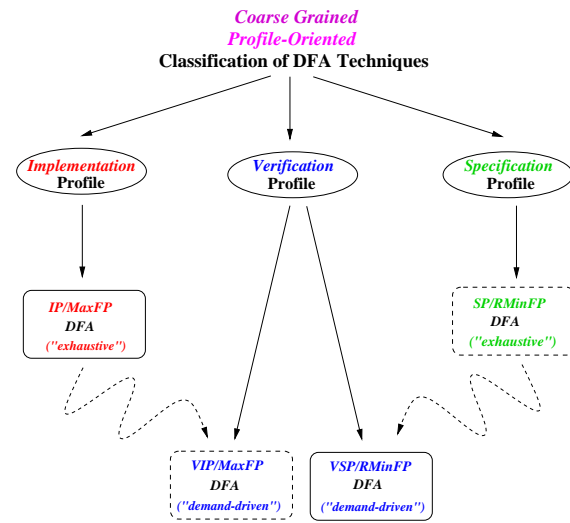 Coarse Grained
Profile-Oriented
Classification of DFA Techniques
Implementation
Profile
Verification
Profile
Specification
Profile
IP/MaxFP
DFA
("exhaustive")
SP/RMinFP
DFA
("exhaustive")
VIP/MaxFP
DFA
("demand-driven")
VSP/RMinFP
DFA
("demand-driven")